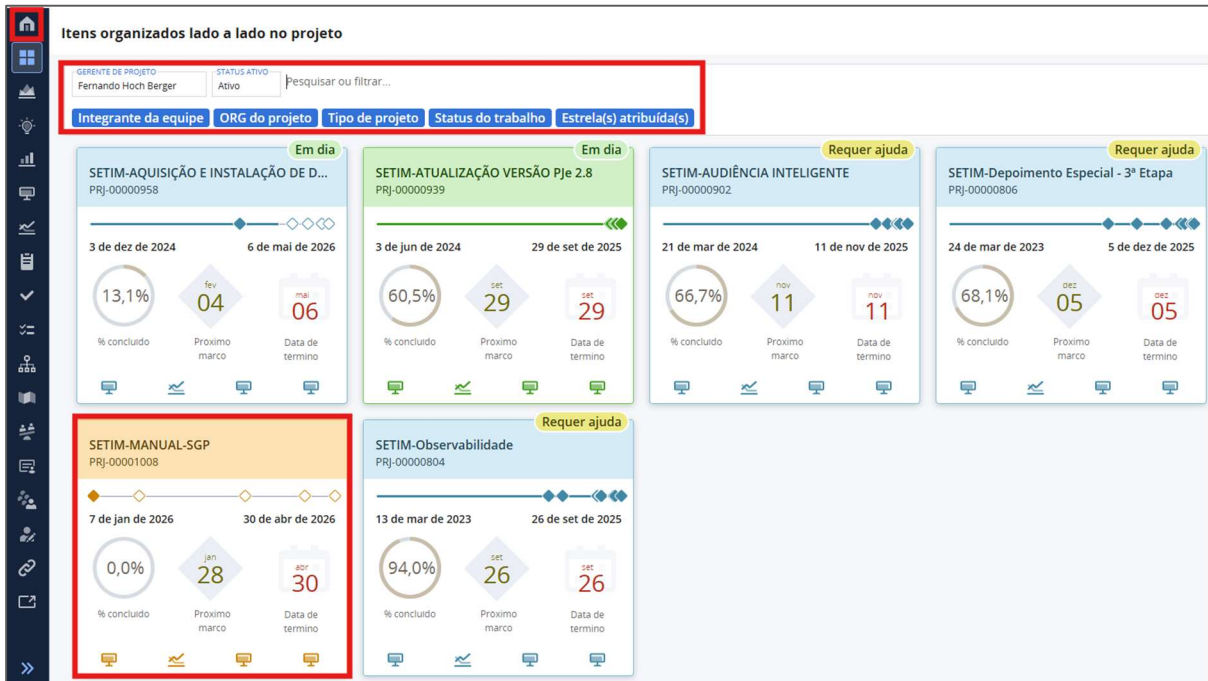 Itens organizados lado a lado no projeto
GERENTE DE PROJETO
Fernando Hoch Berger
STATUS ATIVO
Ativo
Pesquisar ou filtrar...
Integrante da equipe
ORG do projeto
Tipo de projeto
Status do trabalho
Estrela(s) atribuída(s)
Em dia
SETIM-AQUISIÇÃO E INSTALAÇÃO DE D...
PRJ-00000958
3 de dez de 2024
6 de mai de 2026
13,1%
fev
04
mai
06
% concluído
Próximo
marco
Data de
término
Em dia
SETIM-ATUALIZAÇÃO VERSÃO PJe 2.8
PRJ-00000939
3 de jun de 2024
29 de set de 2025
60,5%
set
29
set
29
% concluído
Próximo
marco
Data de
término
Requer ajuda
SETIM-AUDIÊNCIA INTELIGENTE
PRJ-00000902
21 de mar de 2024
11 de nov de 2025
66,7%
nov
11
nov
11
% concluído
Próximo
marco
Data de
término
Requer ajuda
SETIM-Depoimento Especial - 3ª Etapa
PRJ-00000806
24 de mar de 2023
5 de dez de 2025
68,1%
dez
05
dez
05
% concluído
Próximo
marco
Data de
término
SETIM-MANUAL-SGP
PRJ-00001008
7 de jan de 2026
30 de abr de 2026
0,0%
jan
28
abr
30
% concluído
Próximo
marco
Data de
término
Requer ajuda
SETIM-Observabilidade
PRJ-00000804
13 de mar de 2023
26 de set de 2025
94,0%
set
26
set
26
% concluído
Próximo
marco
Data de
término